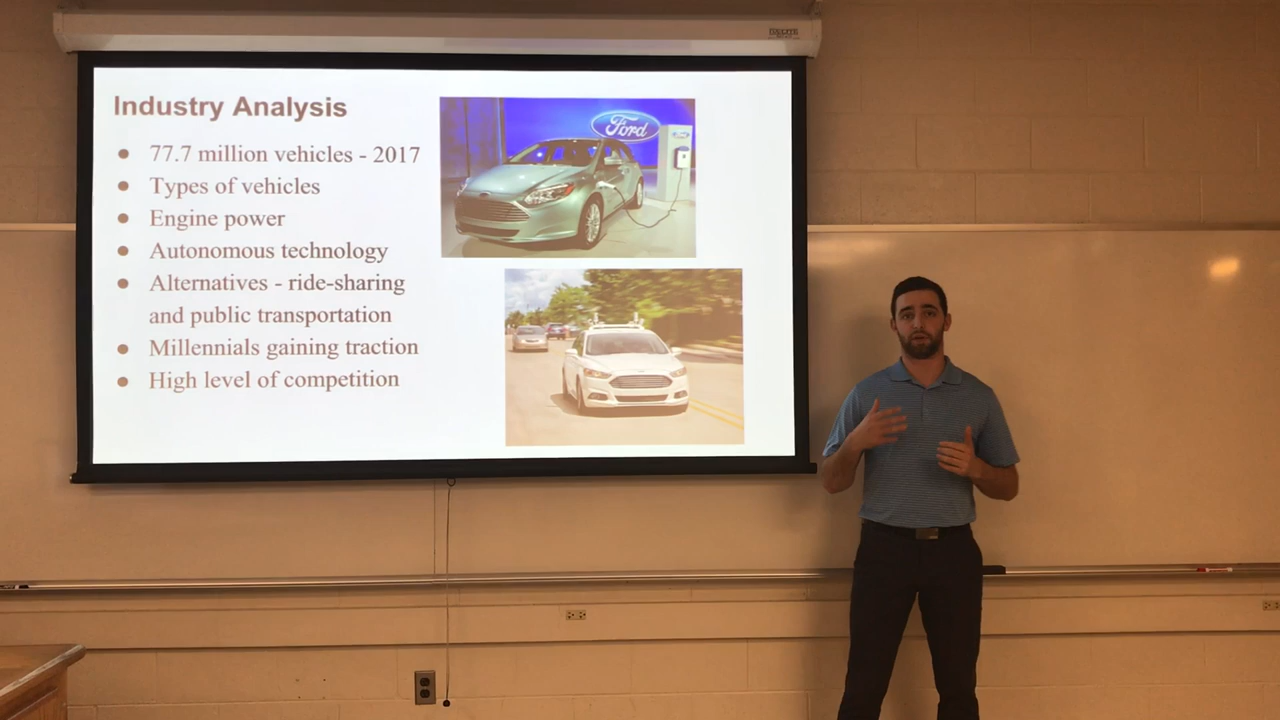 Industry Analysis
● 77.7 million vehicles - 2017
● Types of vehicles
● Engine power
● Autonomous technology
● Alternatives - ride-sharing
and public transportation
● Millennials gaining traction
● High level of competition
Ford